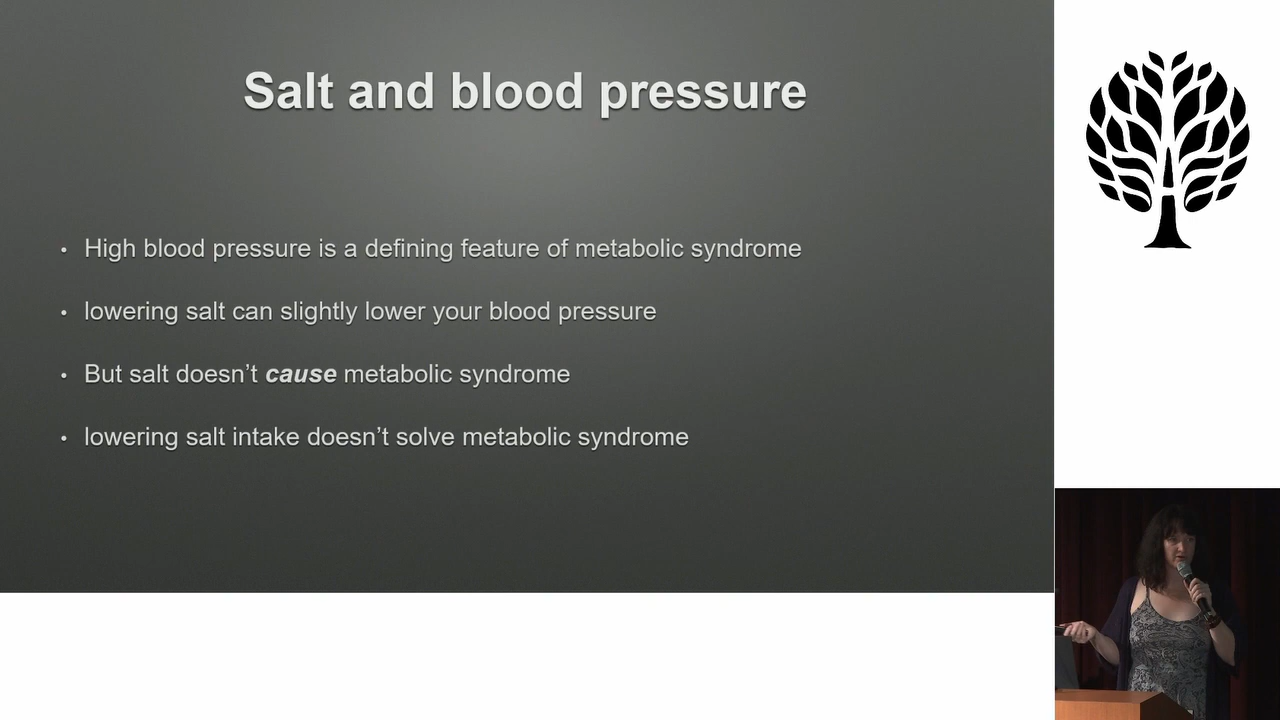 Salt and blood pressure
• High blood pressure is a defining feature of metabolic syndrome
• lowering salt can slightly lower your blood pressure
• But salt doesn’t cause metabolic syndrome
• lowering salt intake doesn’t solve metabolic syndrome